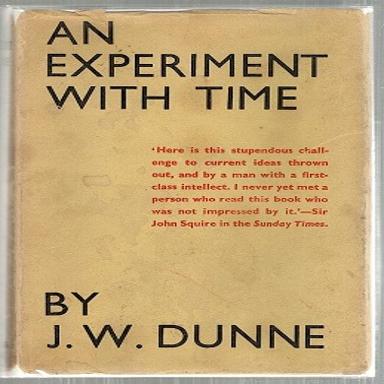 AN
EXPERIMENT
WITH TIME
'Here is this stupendous chall-
enge to current ideas thrown
out, and by a man with a first-
class intellect. I never yet met a
person who read this book who
was not impressed by it.'—Sir
John Squire in the Sunday Times.
BY
J. W. DUNNE